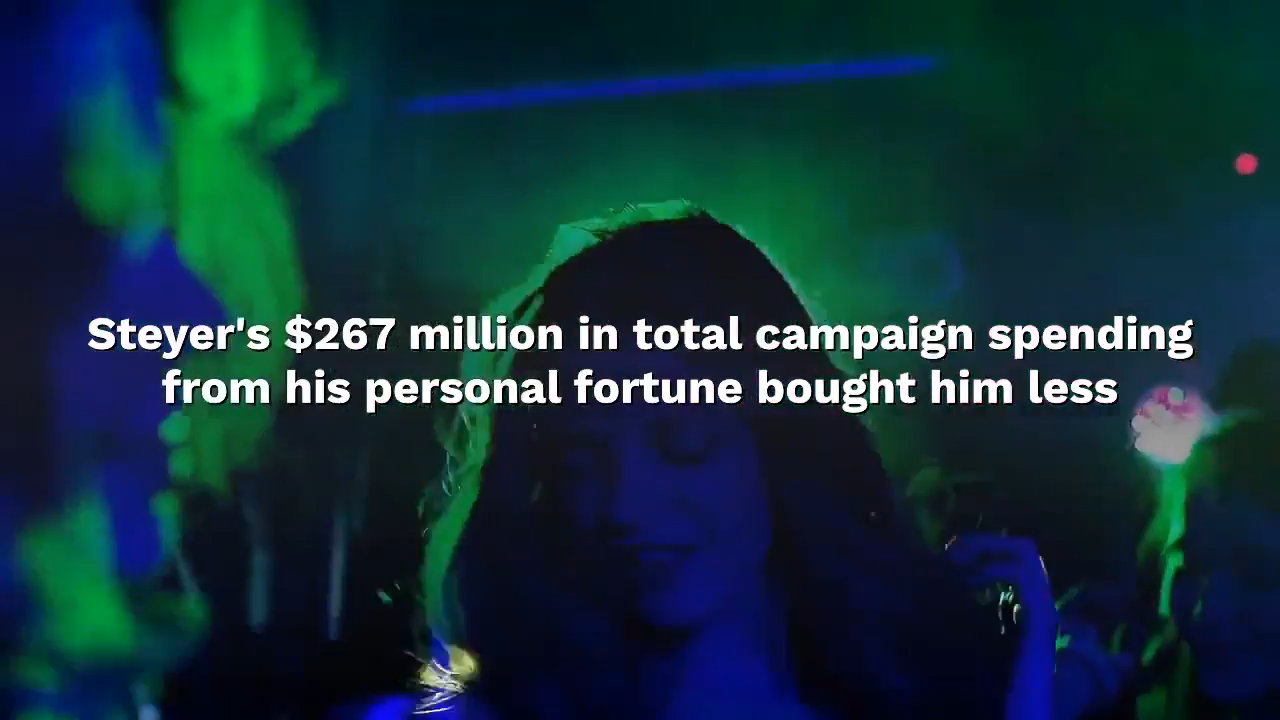 Steyer's $267 million in total campaign spending
from his personal fortune bought him less